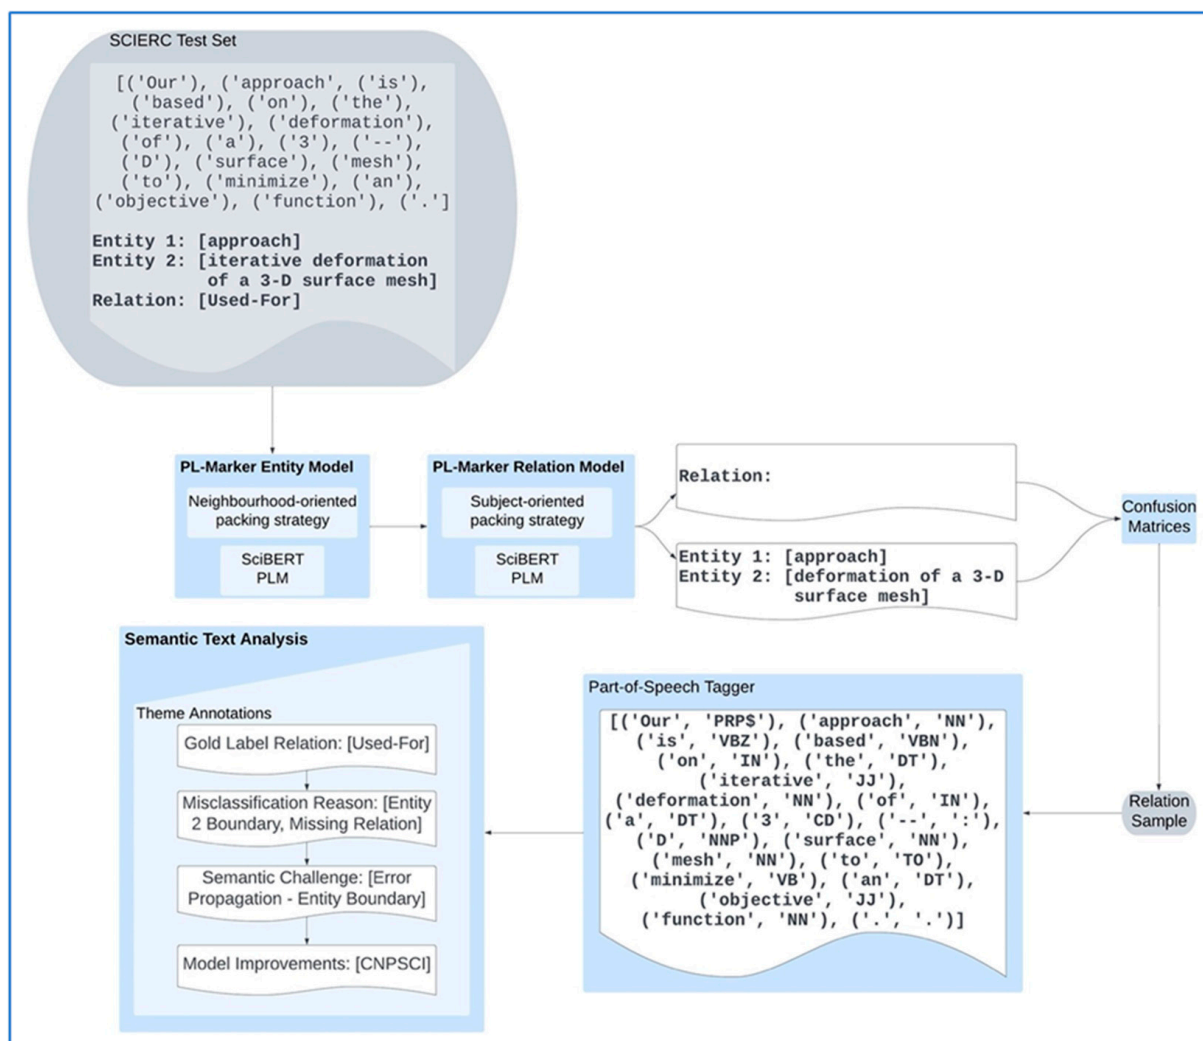 SCIERC Test Set
[('Our'), ('approach', ('is'),
('based'), ('on'), ('the'),
('iterative'), ('deformation'),
('of'), ('a'), ('3'), ('--'),
('D'), ('surface'), ('mesh'),
('to'), ('minimize'), ('an'),
('objective'), ('function'), ('.']
Entity 1: [approach]
Entity 2: [iterative deformation
of a 3-D surface mesh]
Relation: [Used-For]
PL-Marker Entity Model
Neighbourhood-oriented
packing strategy
SciBERT
PLM
PL-Marker Relation Model
Subject-oriented
packing strategy
SciBERT
PLM
Relation:
Entity 1: [approach]
Entity 2: [deformation of a 3-D
surface mesh]
Confusion
Matrices
Relation
Sample
Part-of-Speech Tagger
[('Our', 'PRP$'), ('approach', 'NN'),
('is', 'VBZ'), ('based', 'VBN'),
('on', 'IN'), ('the', 'DT'),
('iterative', 'JJ'),
('deformation', 'NN'), ('of', 'IN'),
('a', 'DT'), ('3', 'CD'), ('--', ':'),
('D', 'NNP'), ('surface', 'NN'),
('mesh', 'NN'), ('to', 'TO'),
('minimize', 'VB'), ('an', 'DT'),
('objective', 'JJ'),
('function', 'NN'), ('.', '.')]
Semantic Text Analysis
Theme Annotations
Gold Label Relation: [Used-For]
Misclassification Reason: [Entity
2 Boundary, Missing Relation]
Semantic Challenge: [Error
Propagation - Entity Boundary]
Model Improvements: [CNPSCI]